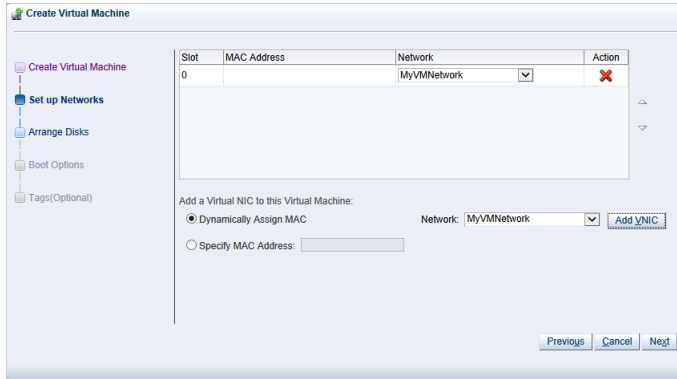 Create Virtual Machine
Slot MAC Address Network Action
0 MyVMNetwork
Create Virtual Machine
Set up Networks
Arrange Disks
Boot Options
Tags(Optional)
Add a Virtual NIC to this Virtual Machine:
Dynamically Assign MAC Network: MyVMNetwork Add VNIC
Specify MAC Address:
Previous Cancel Next